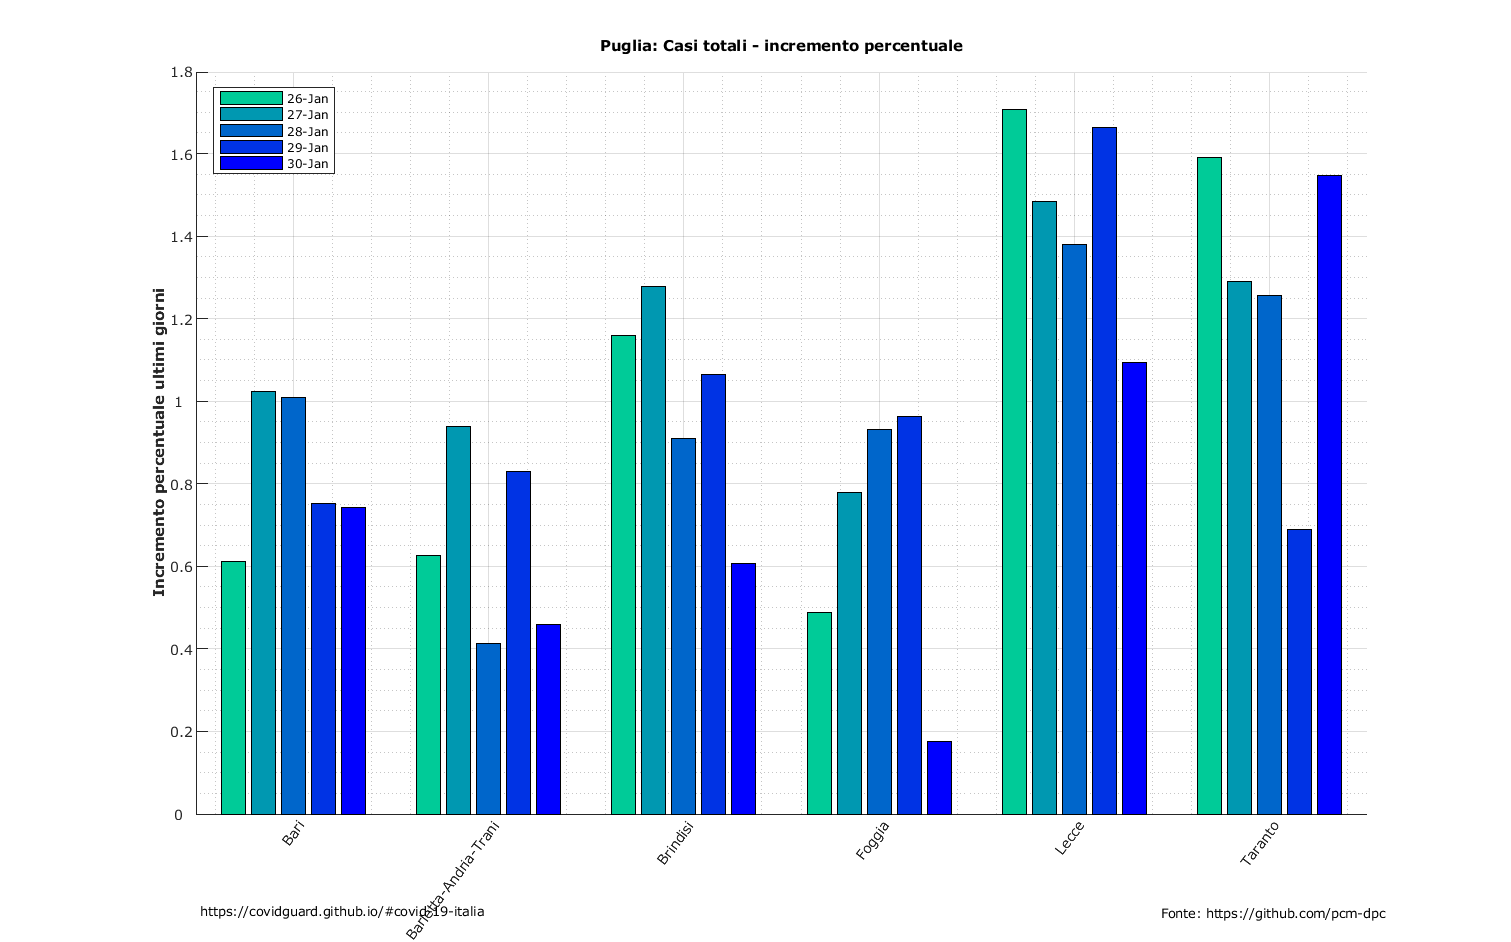 Puglia: Casi totali - incremento percentuale
Incremento percentuale ultimi giorni
1.8
1.6
1.4
1.2
1
0.8
0.6
0.4
0.2
0
26-Jan
27-Jan
28-Jan
29-Jan
30-Jan
Bari
Barletta-Andria-Trani
Brindisi
Foggia
Lecce
Taranto
https://covidguard.github.io/#covid-19-italia
Fonte: https://github.com/pcm-dpc